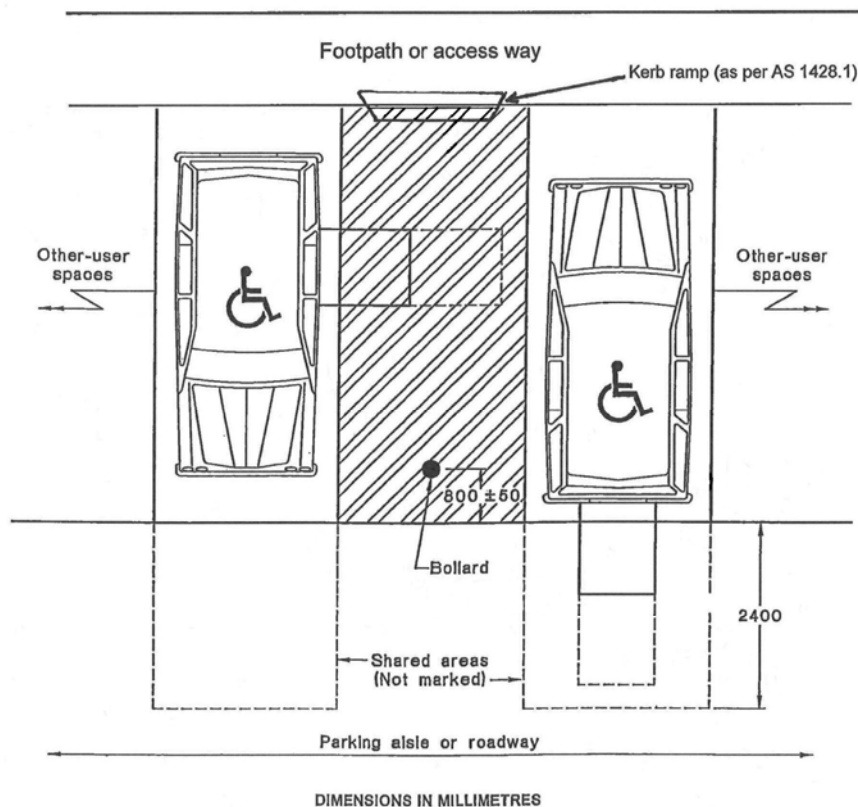 Footpath or access way
Kerb ramp (as per AS 1428.1)
Other-user
spaces
Other-user
spaces
800 ±50
Bollard
2400
Shared areas
(Not marked)
Parking aisle or roadway
DIMENSIONS IN MILLIMETRES